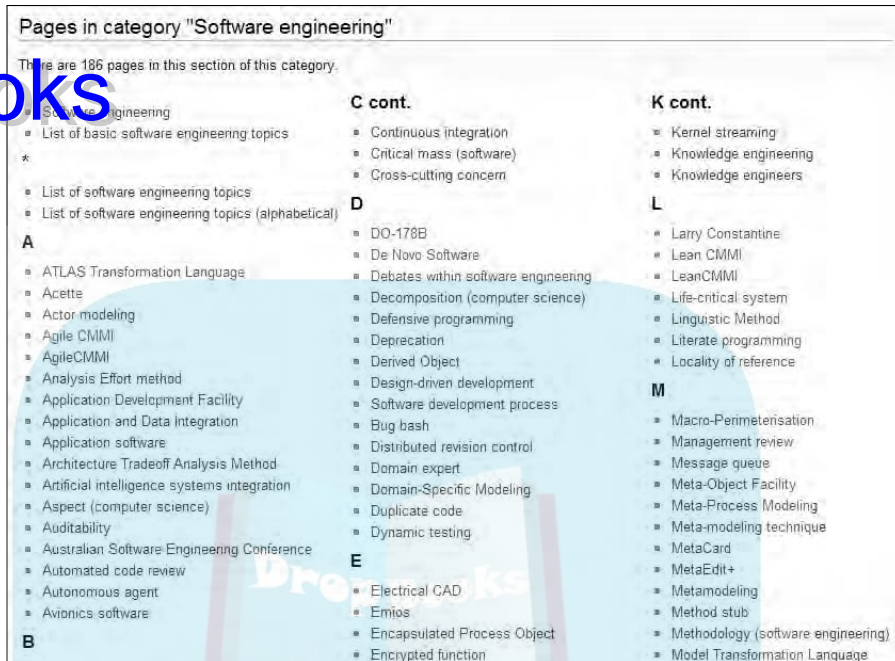 Pages in category "Software engineering"
There are 186 pages in this section of this category.
oks
Software engineering
List of basic software engineering topics
*
List of software engineering topics
List of software engineering topics (alphabetical)
A
ATLAS Transformation Language
Acette
Actor modeling
Agile CMMI
AgileCMMI
Analysis Effort method
Application Development Facility
Application and Data Integration
Application software
Architecture Tradeoff Analysis Method
Artificial intelligence systems integration
Aspect (computer science)
Auditability
Australian Software Engineering Conference
Automated code review
Autonomous agent
Avionics software
B
C cont.
Continuous integration
Critical mass (software)
Cross-cutting concern
D
DO-178B
De Novo Software
Debates within software engineering
Decomposition (computer science)
Defensive programming
Deprecation
Derived Object
Design-driven development
Software development process
Bug bash
Distributed revision control
Domain expert
Domain-Specific Modeling
Duplicate code
Dynamic testing
E
Electrical CAD
Emios
Encapsulated Process Object
Encrypted function
K cont.
Kernel streaming
Knowledge engineering
Knowledge engineers
L
Larry Constantine
Lean CMMI
LeanCMMI
Life-critical system
Linguistic Method
Literate programming
Locality of reference
M
Macro-Perimeterisation
Management review
Message queue
Meta-Object Facility
Meta-Process Modeling
Meta-modeling technique
MetaCard
MetaEdit+
Metamodeling
Method stub
Methodology (software engineering)
Model Transformation Language